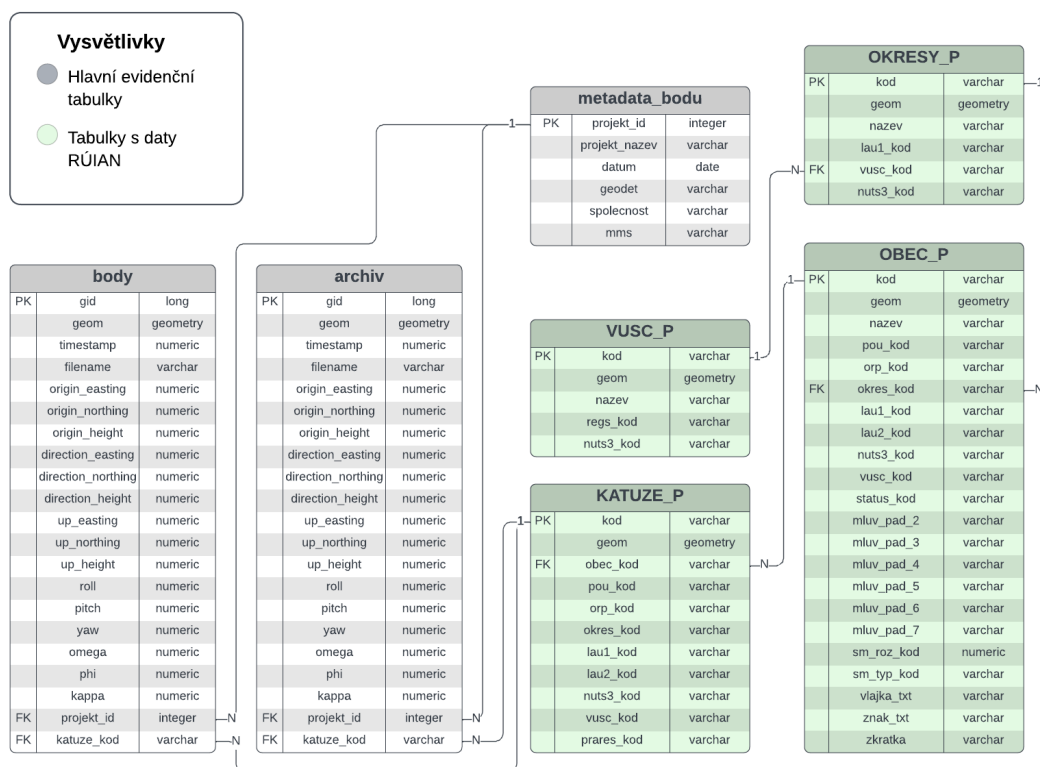 Vysvětlivky
Hlavní evidenční
tabulky
Tabulky s daty
RÚIAN
metadata_bodu
PK projekt_id integer
projekt_nazev varchar
datum date
geodet varchar
spolecnost varchar
mms varchar
1
OKRESY_P
PK kod varchar
geom geometry
nazev varchar
lau1_kod varchar
FK vusc_kod varchar
nuts3_kod varchar
1
N
body
PK gid long
geom geometry
timestamp numeric
filename varchar
origin_easting numeric
origin_northing numeric
origin_height numeric
direction_easting numeric
direction_northing numeric
direction_height numeric
up_easting numeric
up_northing numeric
up_height numeric
roll numeric
pitch numeric
yaw numeric
omega numeric
phi numeric
kappa numeric
FK projekt_id integer
FK katuze_kod varchar
N
N
archiv
PK gid long
geom geometry
timestamp numeric
filename varchar
origin_easting numeric
origin_northing numeric
origin_height numeric
direction_easting numeric
direction_northing numeric
direction_height numeric
up_easting numeric
up_northing numeric
up_height numeric
roll numeric
pitch numeric
yaw numeric
omega numeric
phi numeric
kappa numeric
FK projekt_id integer
FK katuze_kod varchar
N
N
VUSC_P
PK kod varchar
geom geometry
nazev varchar
regs_kod varchar
nuts3_kod varchar
1
KATUZE_P
PK kod varchar
geom geometry
FK obec_kod varchar
pou_kod varchar
orp_kod varchar
okres_kod varchar
lau1_kod varchar
lau2_kod varchar
nuts3_kod varchar
vusc_kod varchar
prares_kod varchar
1
N
OBEC_P
PK kod varchar
geom geometry
nazev varchar
pou_kod varchar
orp_kod varchar
FK okres_kod varchar
lau1_kod varchar
lau2_kod varchar
nuts3_kod varchar
vusc_kod varchar
status_kod varchar
mluv_pad_2 varchar
mluv_pad_3 varchar
mluv_pad_4 varchar
mluv_pad_5 varchar
mluv_pad_6 varchar
mluv_pad_7 varchar
sm_roz_kod numeric
sm_typ_kod varchar
vlajka_txt varchar
znak_txt varchar
zkratka varchar
1
N